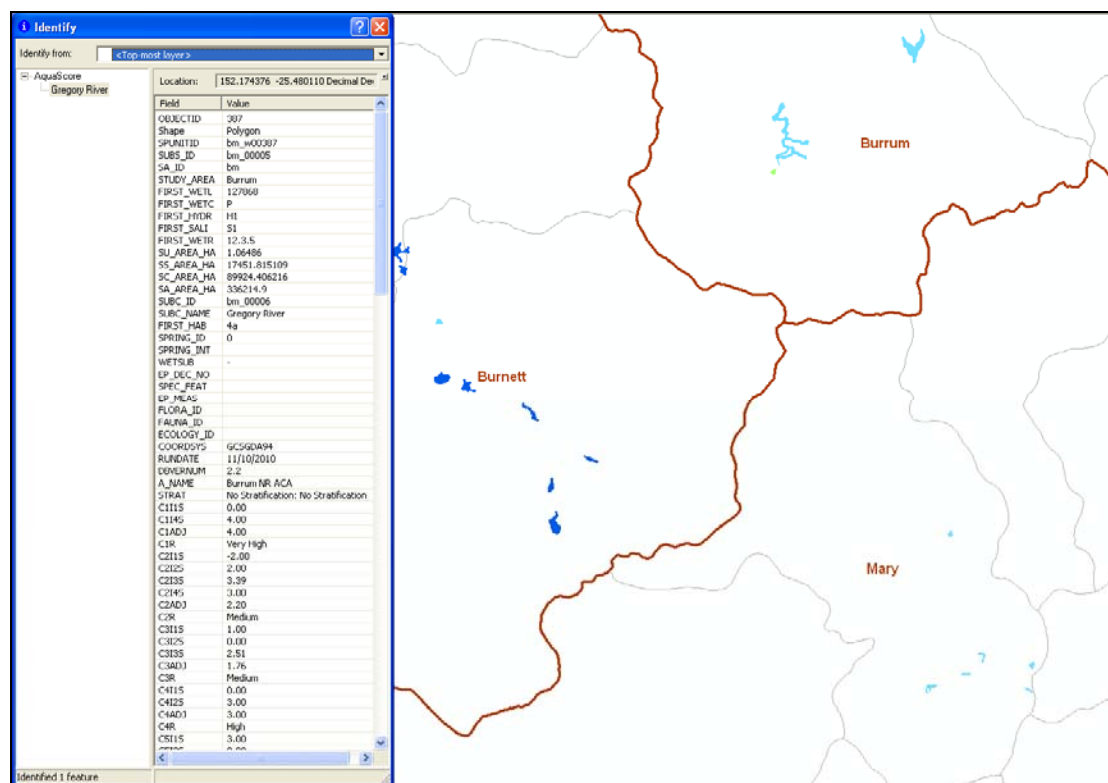 Identify
Identify from: <Top-most layer>
AquaScore
Gregory River
Location: 152.174376 -25.480110 Decimal De
Field Value
OBJECTID 387
Shape Polygon
SPUNITID bm_w00387
SUBS_ID bm_00005
SA_ID bm
STUDY_AREA Burrum
FIRST_WETL 127868
FIRST_WETC P
FIRST_HYDR H1
FIRST_SALI S1
FIRST_WETR 12.3.5
SU_AREA_HA 1.06486
SS_AREA_HA 17451.815109
SC_AREA_HA 89924.406216
SA_AREA_HA 336214.9
SUBC_ID bm_00006
SUBC_NAME Gregory River
FIRST_HAB 4a
SPRING_ID 0
SPRING_INT
WETSUB -
EP_DEC_NO
SPEC_FEAT
EP_MEAS
FLORA_ID
FAUNA_ID
ECOLOGY_ID
COORDSYS GCSGDA94
RUNDATE 11/10/2010
DBVERNUM 2.2
A_NAME Burrum NR ACA
STRAT No Stratification: No Stratification
C1I1S 0.00
C1I4S 4.00
C1ADJ 4.00
C1R Very High
C2I1S -2.00
C2I2S 2.00
C2I3S 3.39
C2I4S 3.00
C2ADJ 2.20
C2R Medium
C3I1S 1.00
C3I2S 0.00
C3I3S 2.51
C3ADJ 1.76
C3R Medium
C4I1S 0.00
C4I2S 3.00
C4ADJ 3.00
C4R High
C5I1S 3.00
Identified 1 feature
Burrum
Burnett
Mary